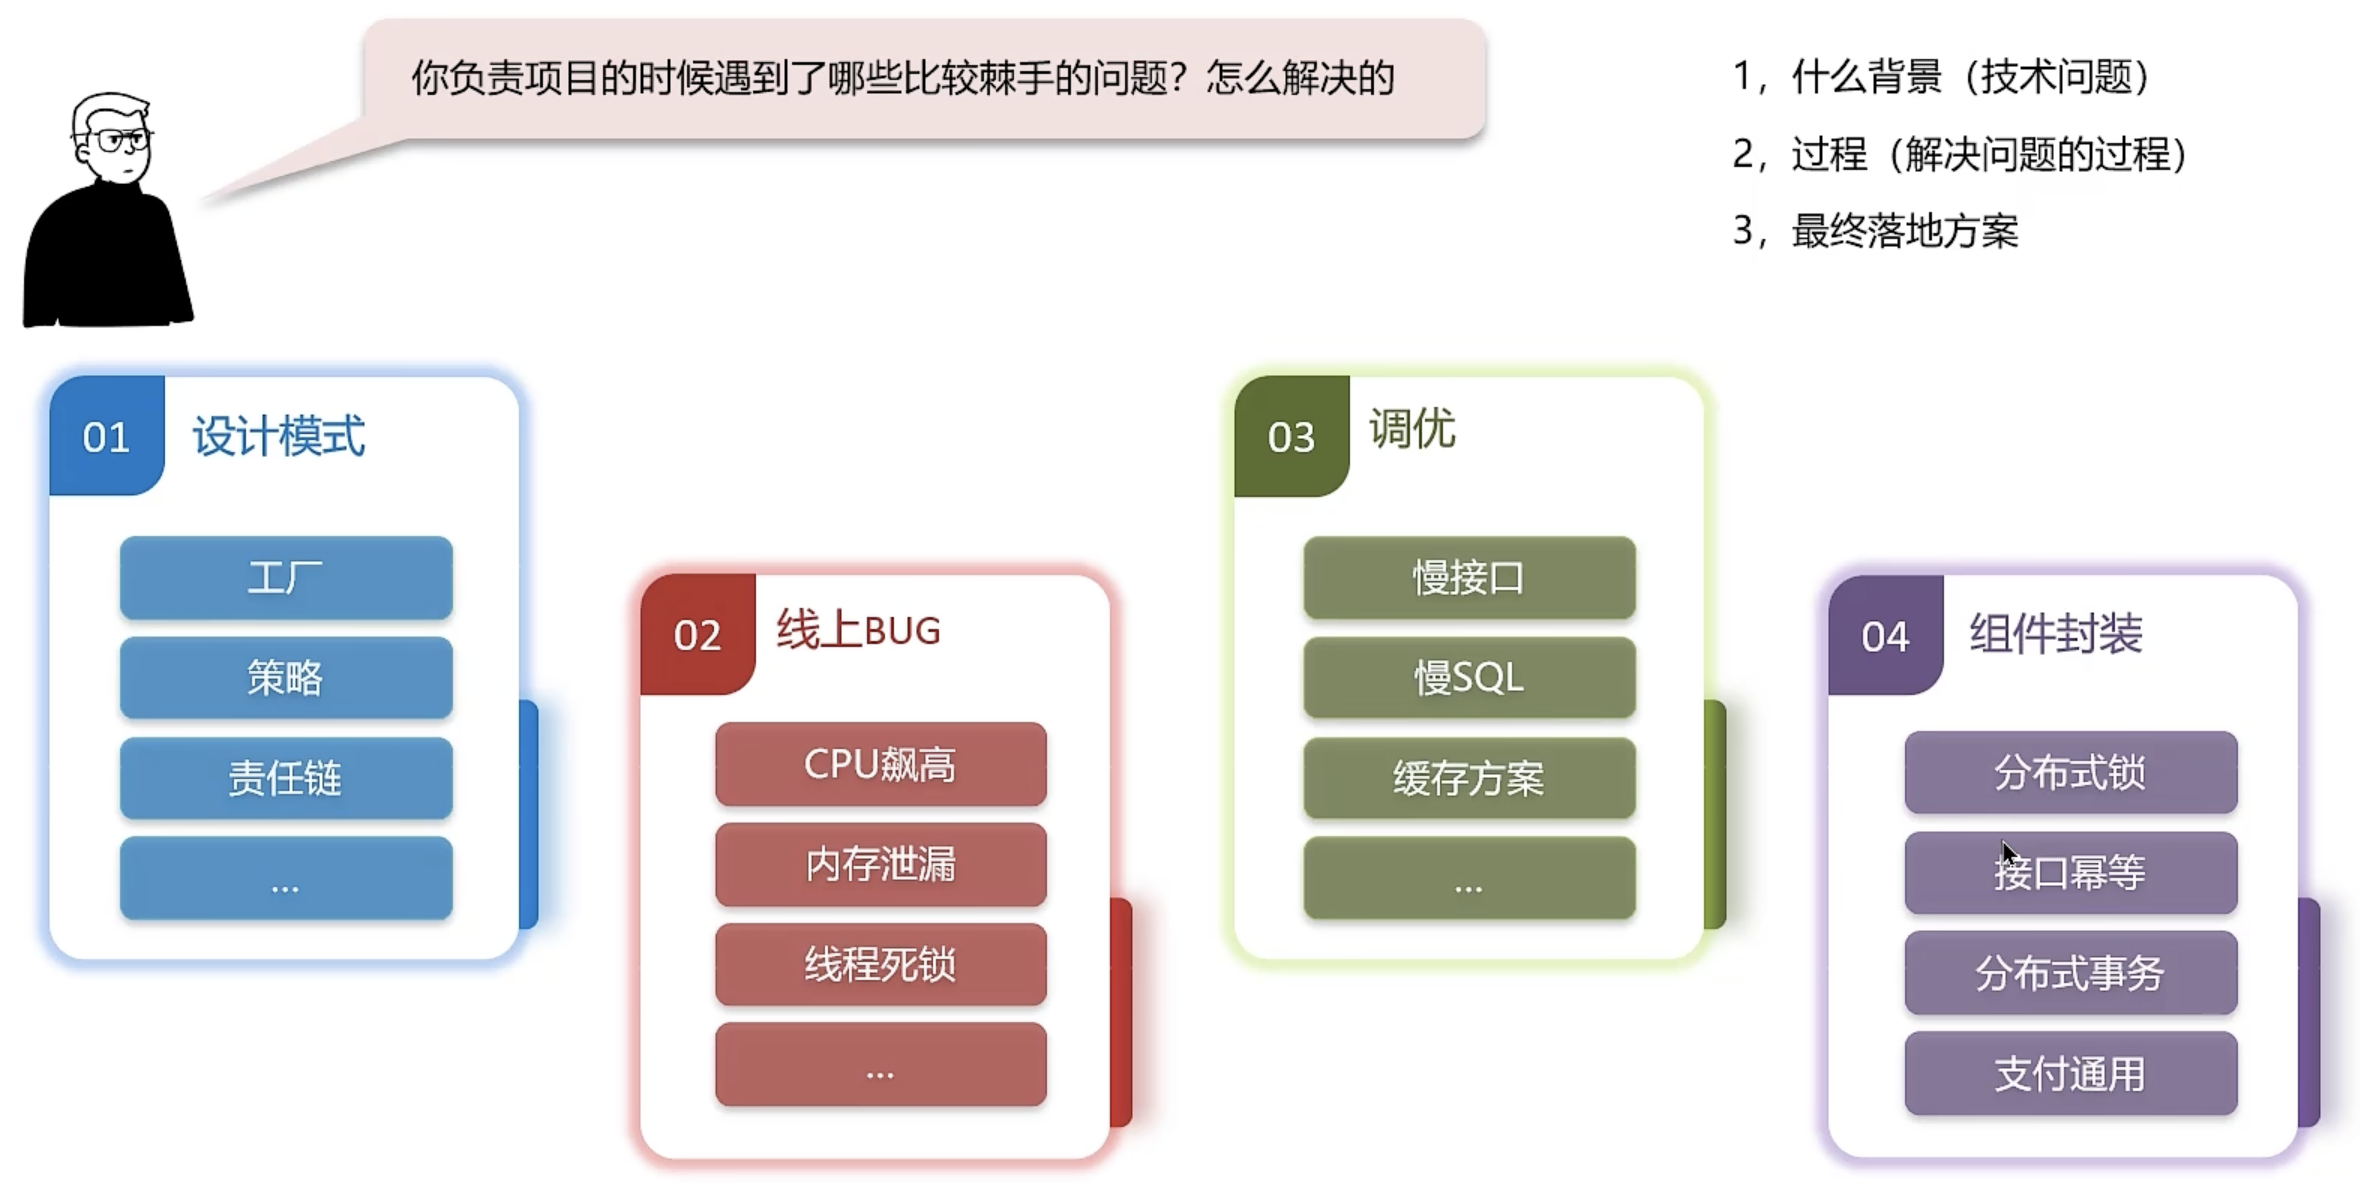 你负责项目的时候遇到了哪些比较棘手的问题？怎么解决的
1，什么背景（技术问题）
2，过程（解决问题的过程）
3，最终落地方案
01
设计模式
工厂
策略
责任链
...
02
线上BUG
CPU飙高
内存泄漏
线程死锁
...
03
调优
慢接口
慢SQL
缓存方案
...
04
组件封装
分布式锁
接口幂等
分布式事务
支付通用